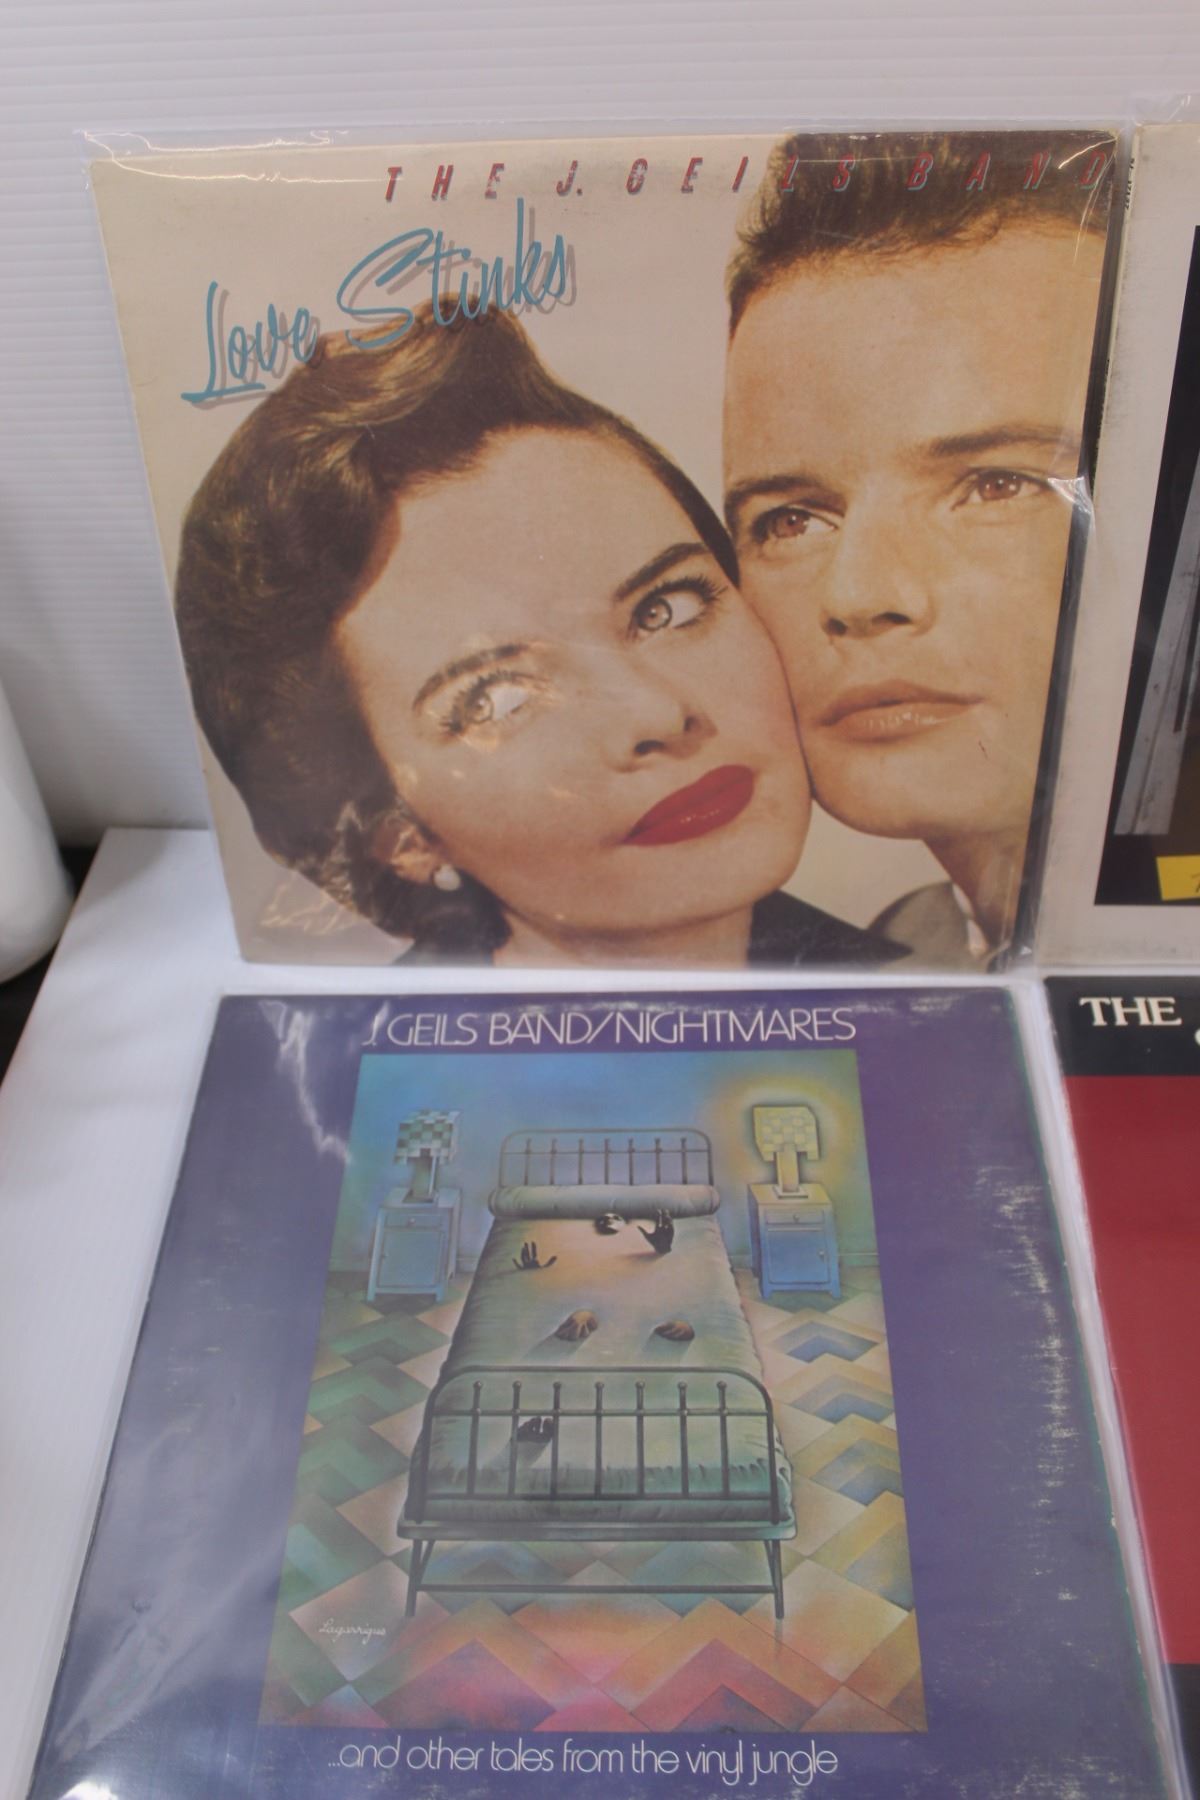 THE J. GEILS BAND
Love Stinks
J. GEILS BAND/NIGHTMARES
Lagarrigue
...and other tales from the vinyl jungle
THE